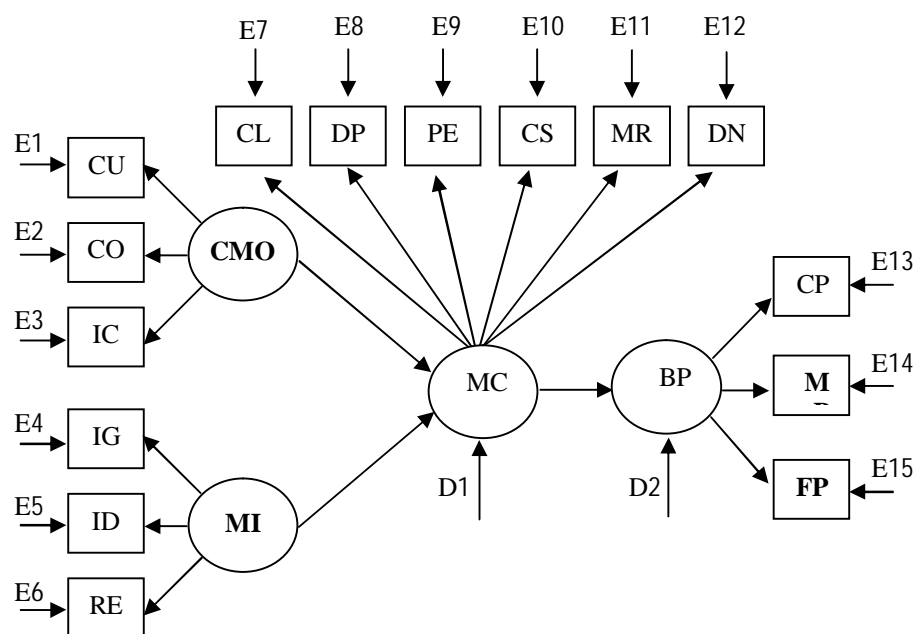 E7 E8 E9 E10 E11 E12
CL DP PE CS MR DN
E1 CU
E2 CO
CMO
E3 IC
E13 CP
MC BP
E14 M
E4 IG
D1 D2
E15 FP
E5 ID
MI
E6 RE